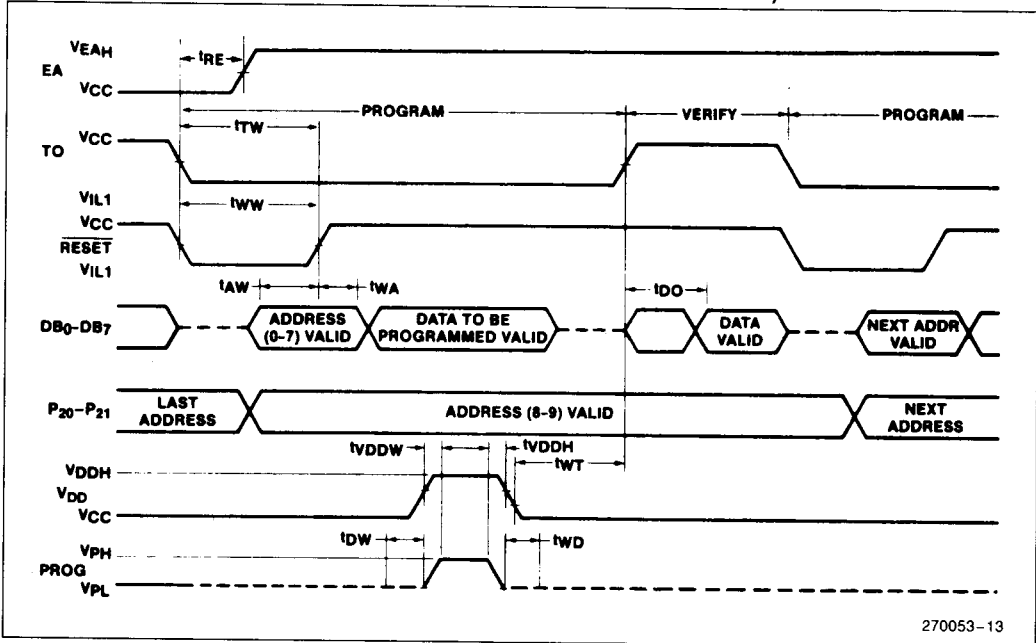 VEAH
tRE
EA
VCC
PROGRAM
VERIFY
PROGRAM
tTW
VCC
TO
VIL1
tWW
VCC
RESET
VIL1
tAW
tWA
tDO
DB0-DB7
ADDRESS
(0-7) VALID
DATA TO BE
PROGRAMMED VALID
DATA
VALID
NEXT ADDR
VALID
P20-P21
LAST
ADDRESS
ADDRESS (8-9) VALID
NEXT
ADDRESS
tVDDW
tVDDH
tWT
VDDH
VDD
VCC
tDW
tWD
VPH
PROG
VPL
270053-13